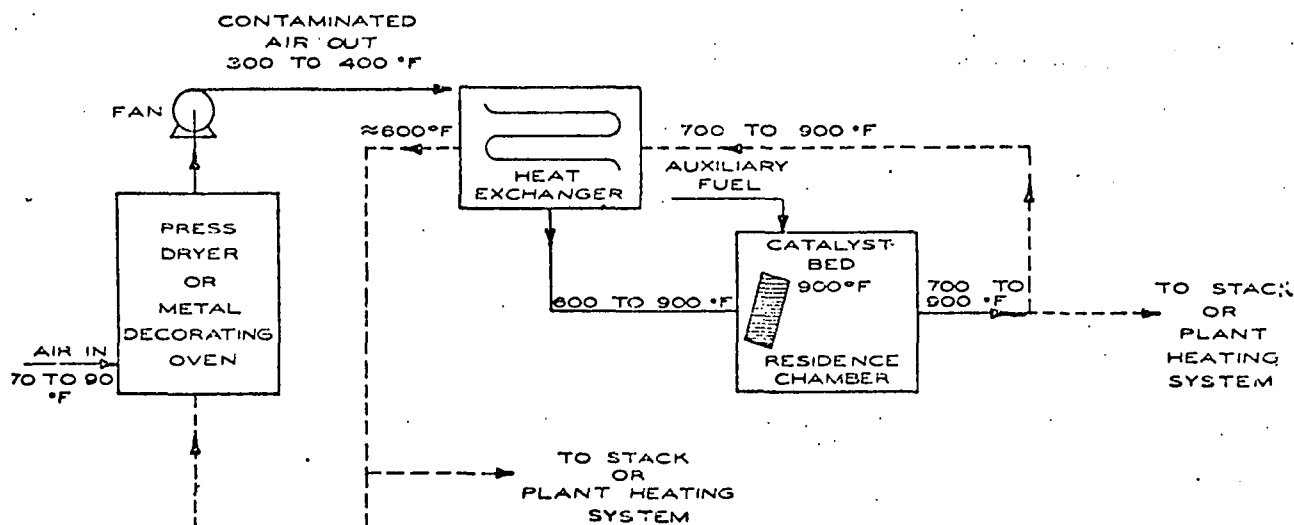 CONTAMINATED
AIR OUT
300 TO 400 °F
FAN
≈600°F
700 TO 900 °F
AUXILIARY
FUEL
HEAT
EXCHANGER
PRESS
DRYER
OR
METAL
DECORATING
OVEN
CATALYST
BED
900°F
600 TO 900 °F
700 TO
900 °F
TO STACK
OR
PLANT
HEATING
SYSTEM
AIR IN
70 TO 90
°F
RESIDENCE
CHAMBER
TO STACK
OR
PLANT HEATING
SYSTEM